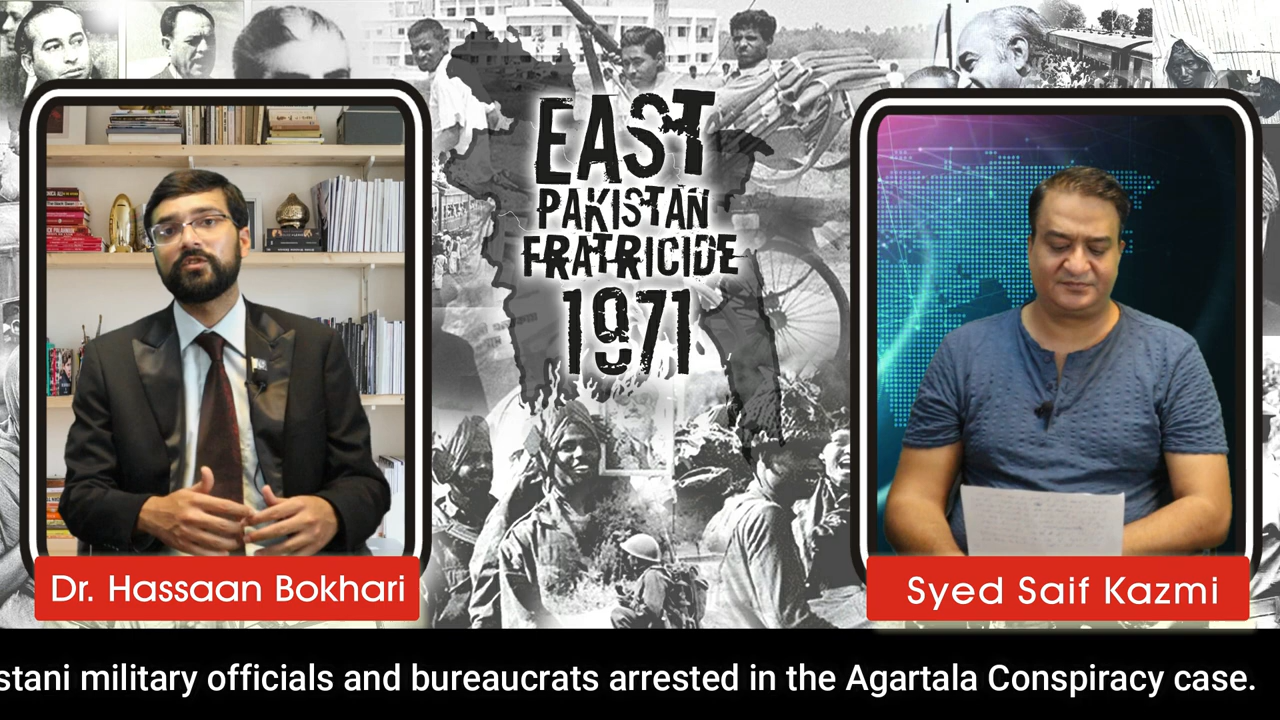 EAST
PAKISTAN
FRATRICIDE
1971
Dr. Hassaan Bokhari
Syed Saif Kazmi
stani military officials and bureaucrats arrested in the Agartala Conspiracy case.